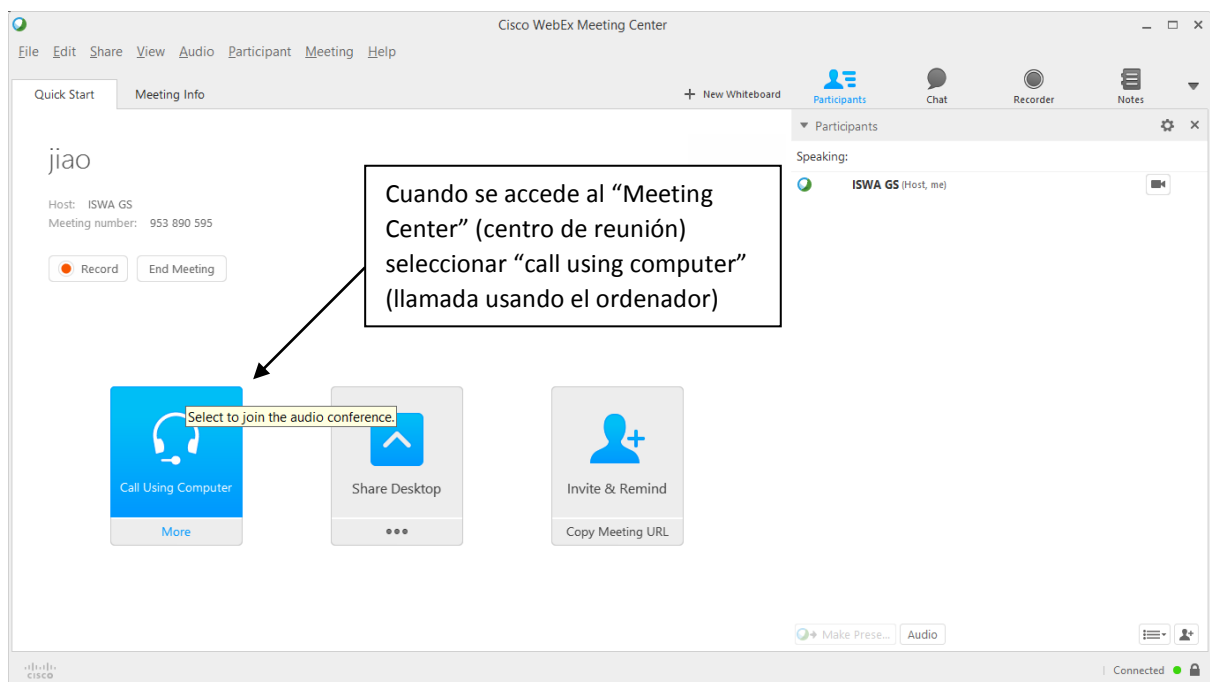 Cisco WebEx Meeting Center
File Edit Share View Audio Participant Meeting Help
Quick Start Meeting Info + New Whiteboard
Participants Chat Recorder Notes
Participants
Speaking:
ISWA GS (Host, me)
jiao
Host: ISWA GS
Meeting number: 953 890 595
Record End Meeting
Cuando se accede al “Meeting
Center” (centro de reunión)
seleccionar “call using computer”
(llamada usando el ordenador)
Select to join the audio conference.
Call Using Computer
More
Share Desktop
Invite & Remind
Copy Meeting URL
Make Prese... Audio
cisco
Connected